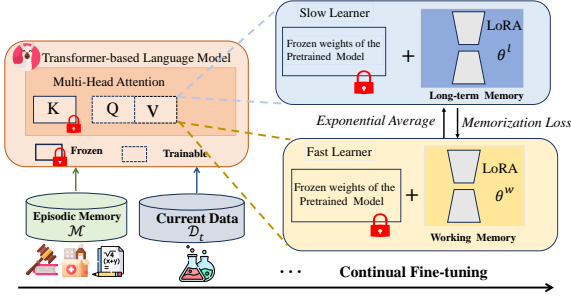 Transformer-based Language Model
Multi-Head Attention
K
Q
V
Frozen
Trainable
Episodic Memory
ℳ
Current Data
𝒟_t
Slow Learner
Frozen weights of the
Pretrained Model
+
LoRA
θ^l
Long-term Memory
Exponential Average
Memorization Loss
Fast Learner
Frozen weights of the
Pretrained Model
+
LoRA
θ^w
Working Memory
··· Continual Fine-tuning